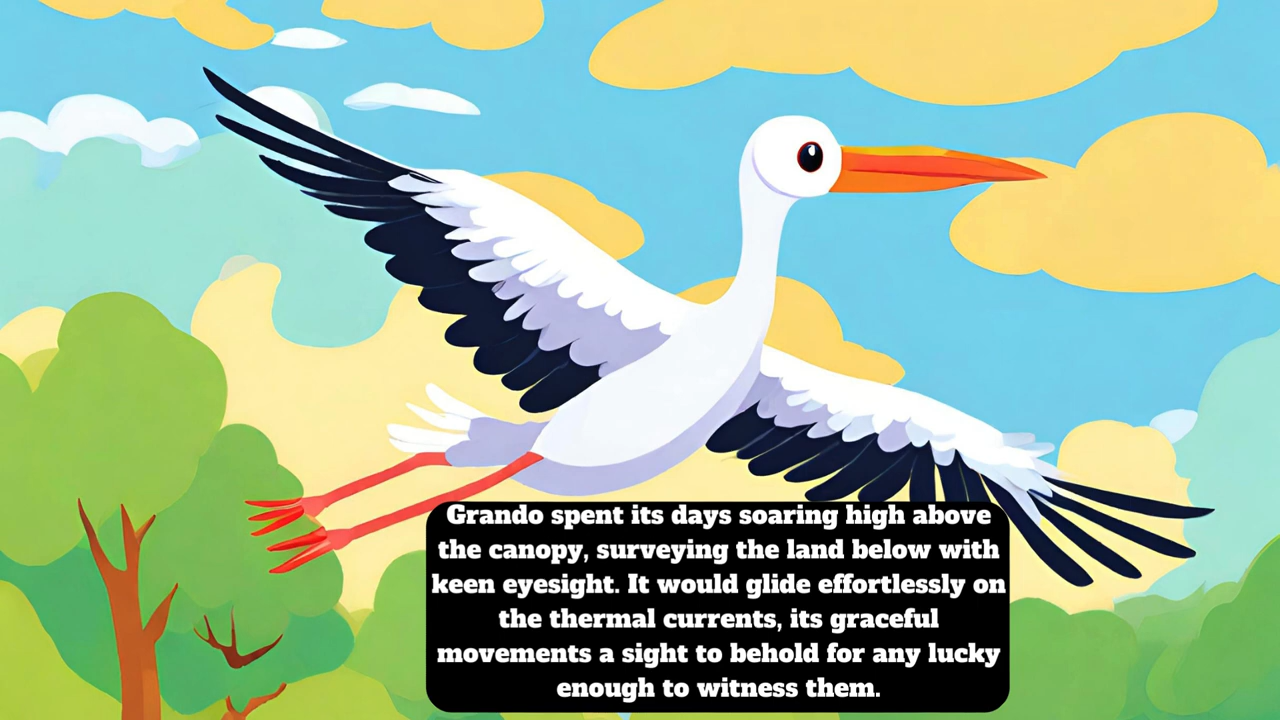 Grando spent its days soaring high above
the canopy, surveying the land below with
keen eyesight. It would glide effortlessly on
the thermal currents, its graceful
movements a sight to behold for any lucky
enough to witness them.